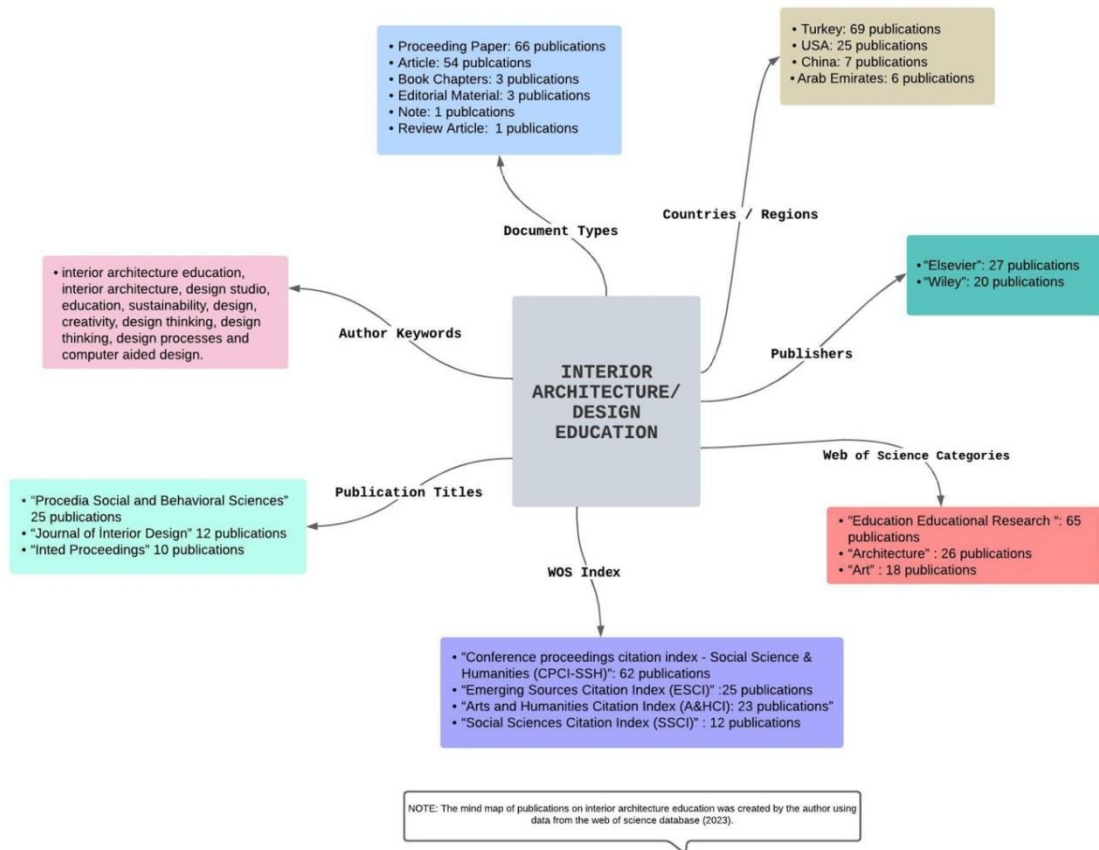 • Proceeding Paper: 66 publications
• Article: 54 publcations
• Book Chapters: 3 publications
• Editorial Material: 3 publications
• Note: 1 publcations
• Review Article:  1 publications
• Turkey: 69 publications
• USA: 25 publications
• China: 7 publications
• Arab Emirates: 6 publications
Document Types
Countries / Regions
• interior architecture education,
interior architecture, design studio,
education, sustainability, design,
creativity, design thinking, design
thinking, design processes and
computer aided design.
Author Keywords
• "Elsevier": 27 publications
• "Wiley": 20 publications
Publishers
INTERIOR
ARCHITECTURE/
DESIGN
EDUCATION
Web of Science Categories
• "Education Educational Research ": 65
publications
• "Architecture" : 26 publications
• "Art" : 18 publications
Publication Titles
• "Procedia Social and Behavioral Sciences"
25 publications
• "Journal of İnterior Design" 12 publications
• "Inted Proceedings" 10 publications
WOS Index
• "Conference proceedings citation index - Social Science &
Humanities (CPCI-SSH)": 62 publications
• "Emerging Sources Citation Index (ESCI)" :25 publications
• "Arts and Humanities Citation Index (A&HCI): 23 publications"
• "Social Sciences Citation Index (SSCI)" : 12 publications
NOTE: The mind map of publications on interior architecture education was created by the author using
data from the web of science database (2023).